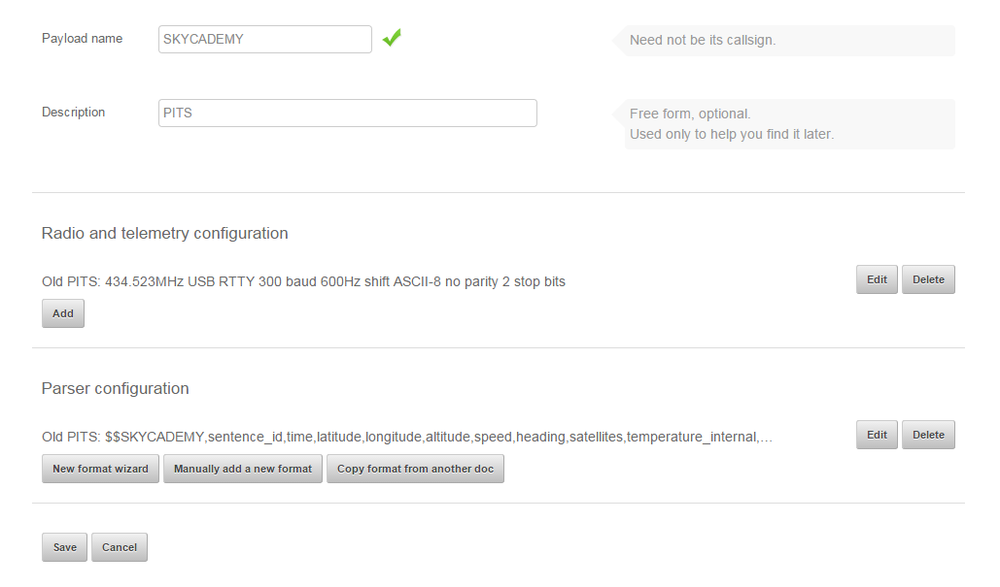 Payload name
SKYCADEMY
Need not be its callsign.
Description
PITS
Free form, optional.
Used only to help you find it later.
Radio and telemetry configuration
Old PITS: 434.523MHz USB RTTY 300 baud 600Hz shift ASCII-8 no parity 2 stop bits
Edit
Delete
Add
Parser configuration
Old PITS: $$SKYCADEMY,sentence_id,time,latitude,longitude,altitude,speed,heading,satellites,temperature_internal,...
Edit
Delete
New format wizard
Manually add a new format
Copy format from another doc
Save
Cancel